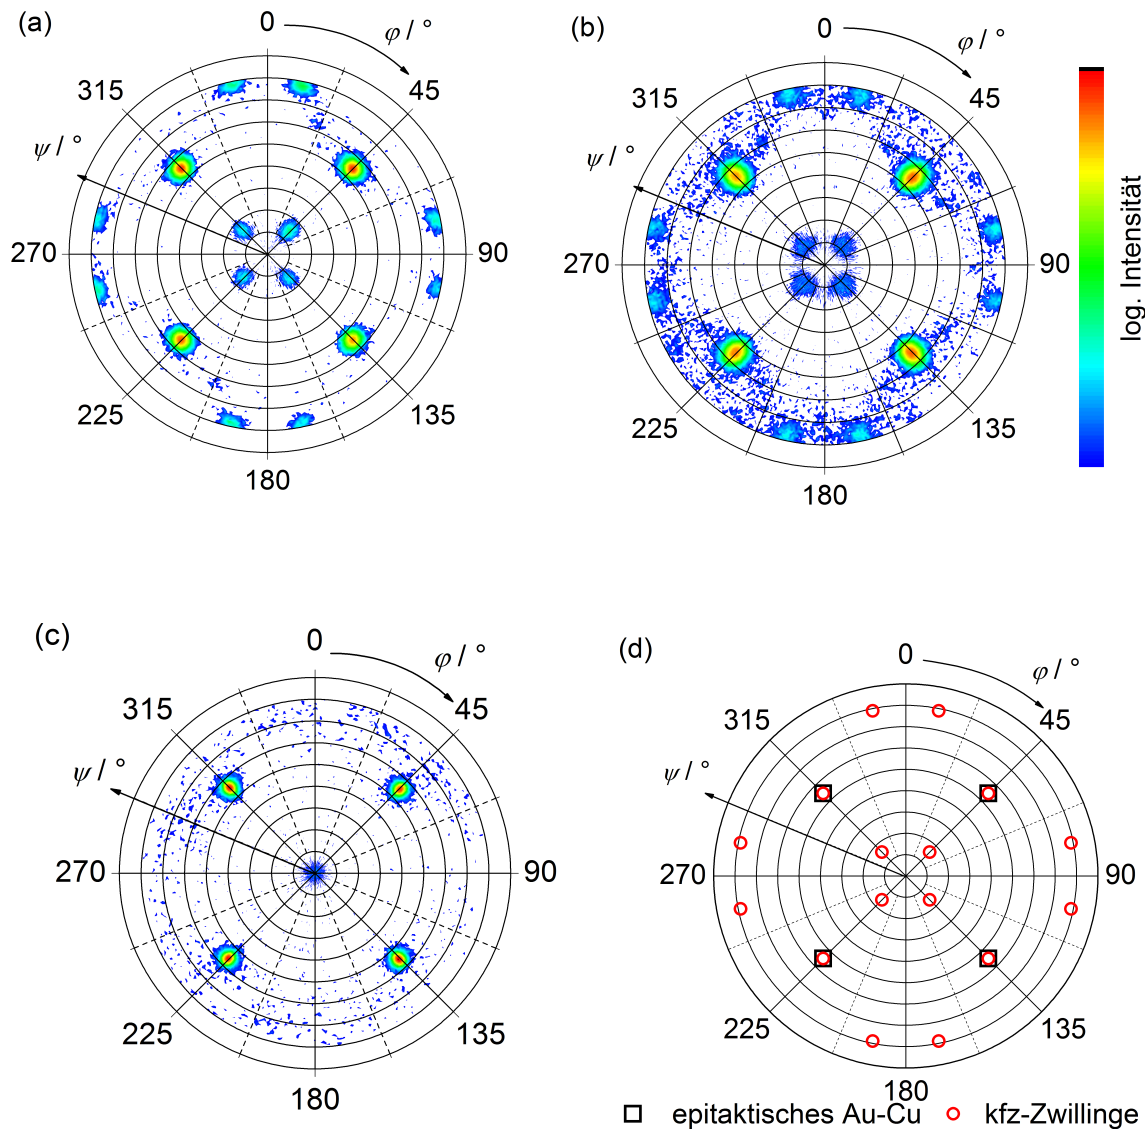 (a)
0
φ / °
315
45
ψ / °
270
90
225
135
180
(b)
0
φ / °
315
45
ψ / °
270
90
225
135
180
log. Intensität
(c)
0
φ / °
315
45
ψ / °
270
90
225
135
180
(d)
0
φ / °
315
45
ψ / °
270
90
225
135
180
epitaktisches Au-Cu
kfz-Zwillinge